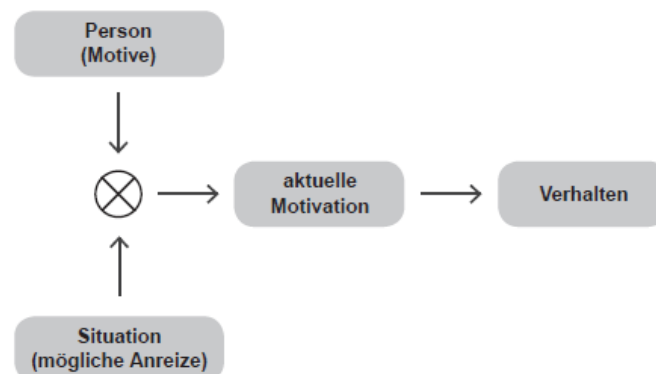 Person
(Motive)
aktuelle
Motivation
Verhalten
Situation
(mögliche Anreize)